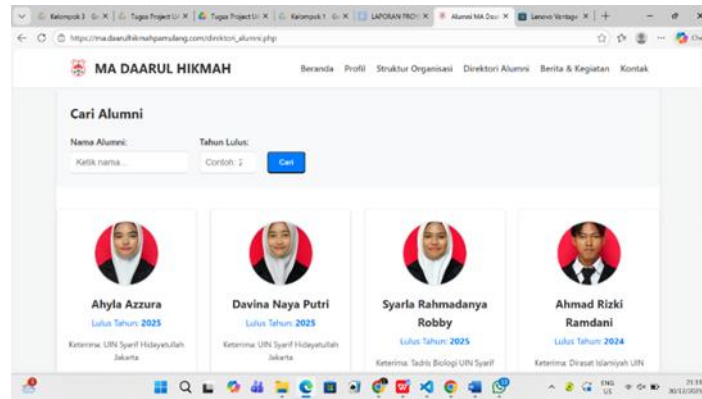 Kelompok 3
Tugas Project U
Tugas Project U
Kelompok 1
LAPORAN PRO
Alumni MA Daar
Lenovo Vantage
https://ma.daarulhikmahpamulang.com/direktori_alumni.php
MA DAARUL HIKMAH
Beranda Profil Struktur Organisasi Direktori Alumni Berita & Kegiatan Kontak
Cari Alumni
Nama Alumni: Tahun Lulus:
Ketik nama... Contoh: 2 Cari
Ahyla Azzura
Lulus Tahun: 2025
Keterima: UIN Syarif Hidayatullah
Jakarta
Davina Naya Putri
Lulus Tahun: 2025
Keterima: UIN Syarif Hidayatullah
Jakarta
Syarla Rahmadanya
Robby
Lulus Tahun: 2025
Keterima: Tadris Biologi UIN Syarif
Ahmad Rizki
Ramdani
Lulus Tahun: 2024
Keterima: Dirasat Islamiyah UIN
ENG
US